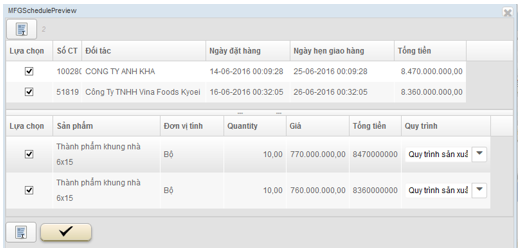 MFGSchedulePreview
2
Lựa chọn Số CT Đối tác Ngày đặt hàng Ngày hẹn giao hàng Tổng tiền
10028 CONG TY ANH KHA 14-06-2016 00:09:28 25-06-2016 00:09:28 8.470.000.000,00
51819 Công Ty TNHH Vina Foods Kyoei 16-06-2016 00:32:05 26-06-2016 00:32:05 8.360.000.000,00
Lựa chọn Sản phẩm Đơn vị tính Quantity Giá Tổng tiền Quy trình
Thành phẩm khung nhà
6x15
Bộ 10,00 770.000.000,00 8470000000 Quy trình sản xuấ
Thành phẩm khung nhà
6x15
Bộ 10,00 760.000.000,00 8360000000 Quy trình sản xuấ